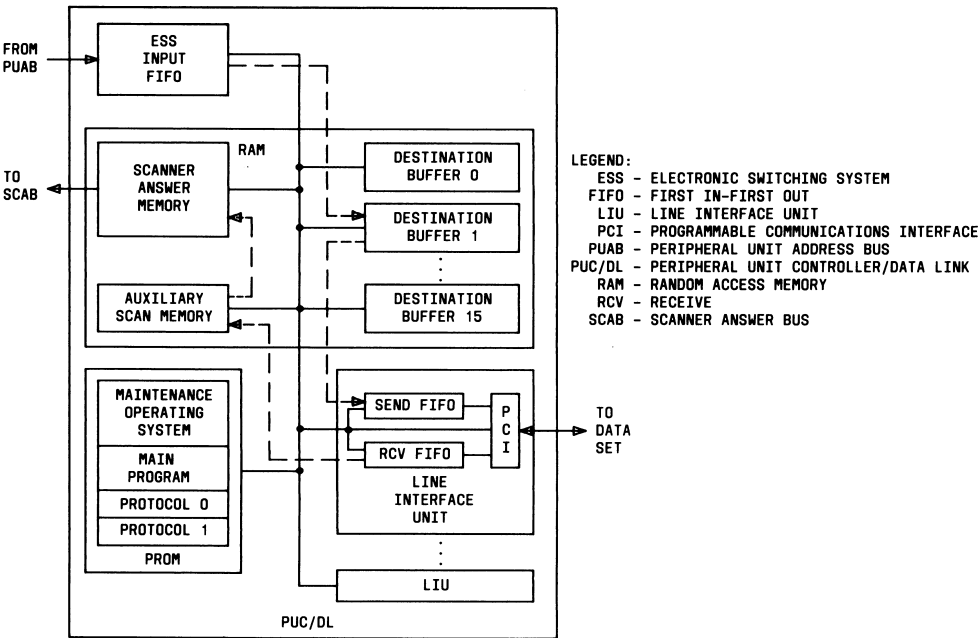 FROM
PUAB
ESS
INPUT
FIFO
RAM
SCANNER
ANSWER
MEMORY
TO
SCAB
AUXILIARY
SCAN MEMORY
DESTINATION
BUFFER 0
DESTINATION
BUFFER 1
DESTINATION
BUFFER 15
MAINTENANCE
OPERATING
SYSTEM
MAIN
PROGRAM
PROTOCOL 0
PROTOCOL 1
PROM
SEND FIFO
RCV FIFO
P
C
I
LINE
INTERFACE
UNIT
TO
DATA
SET
LIU
PUC/DL
LEGEND:
ESS - ELECTRONIC SWITCHING SYSTEM
FIFO - FIRST IN-FIRST OUT
LIU - LINE INTERFACE UNIT
PCI - PROGRAMMABLE COMMUNICATIONS INTERFACE
PUAB - PERIPHERAL UNIT ADDRESS BUS
PUC/DL - PERIPHERAL UNIT CONTROLLER/DATA LINK
RAM - RANDOM ACCESS MEMORY
RCV - RECEIVE
SCAB - SCANNER ANSWER BUS